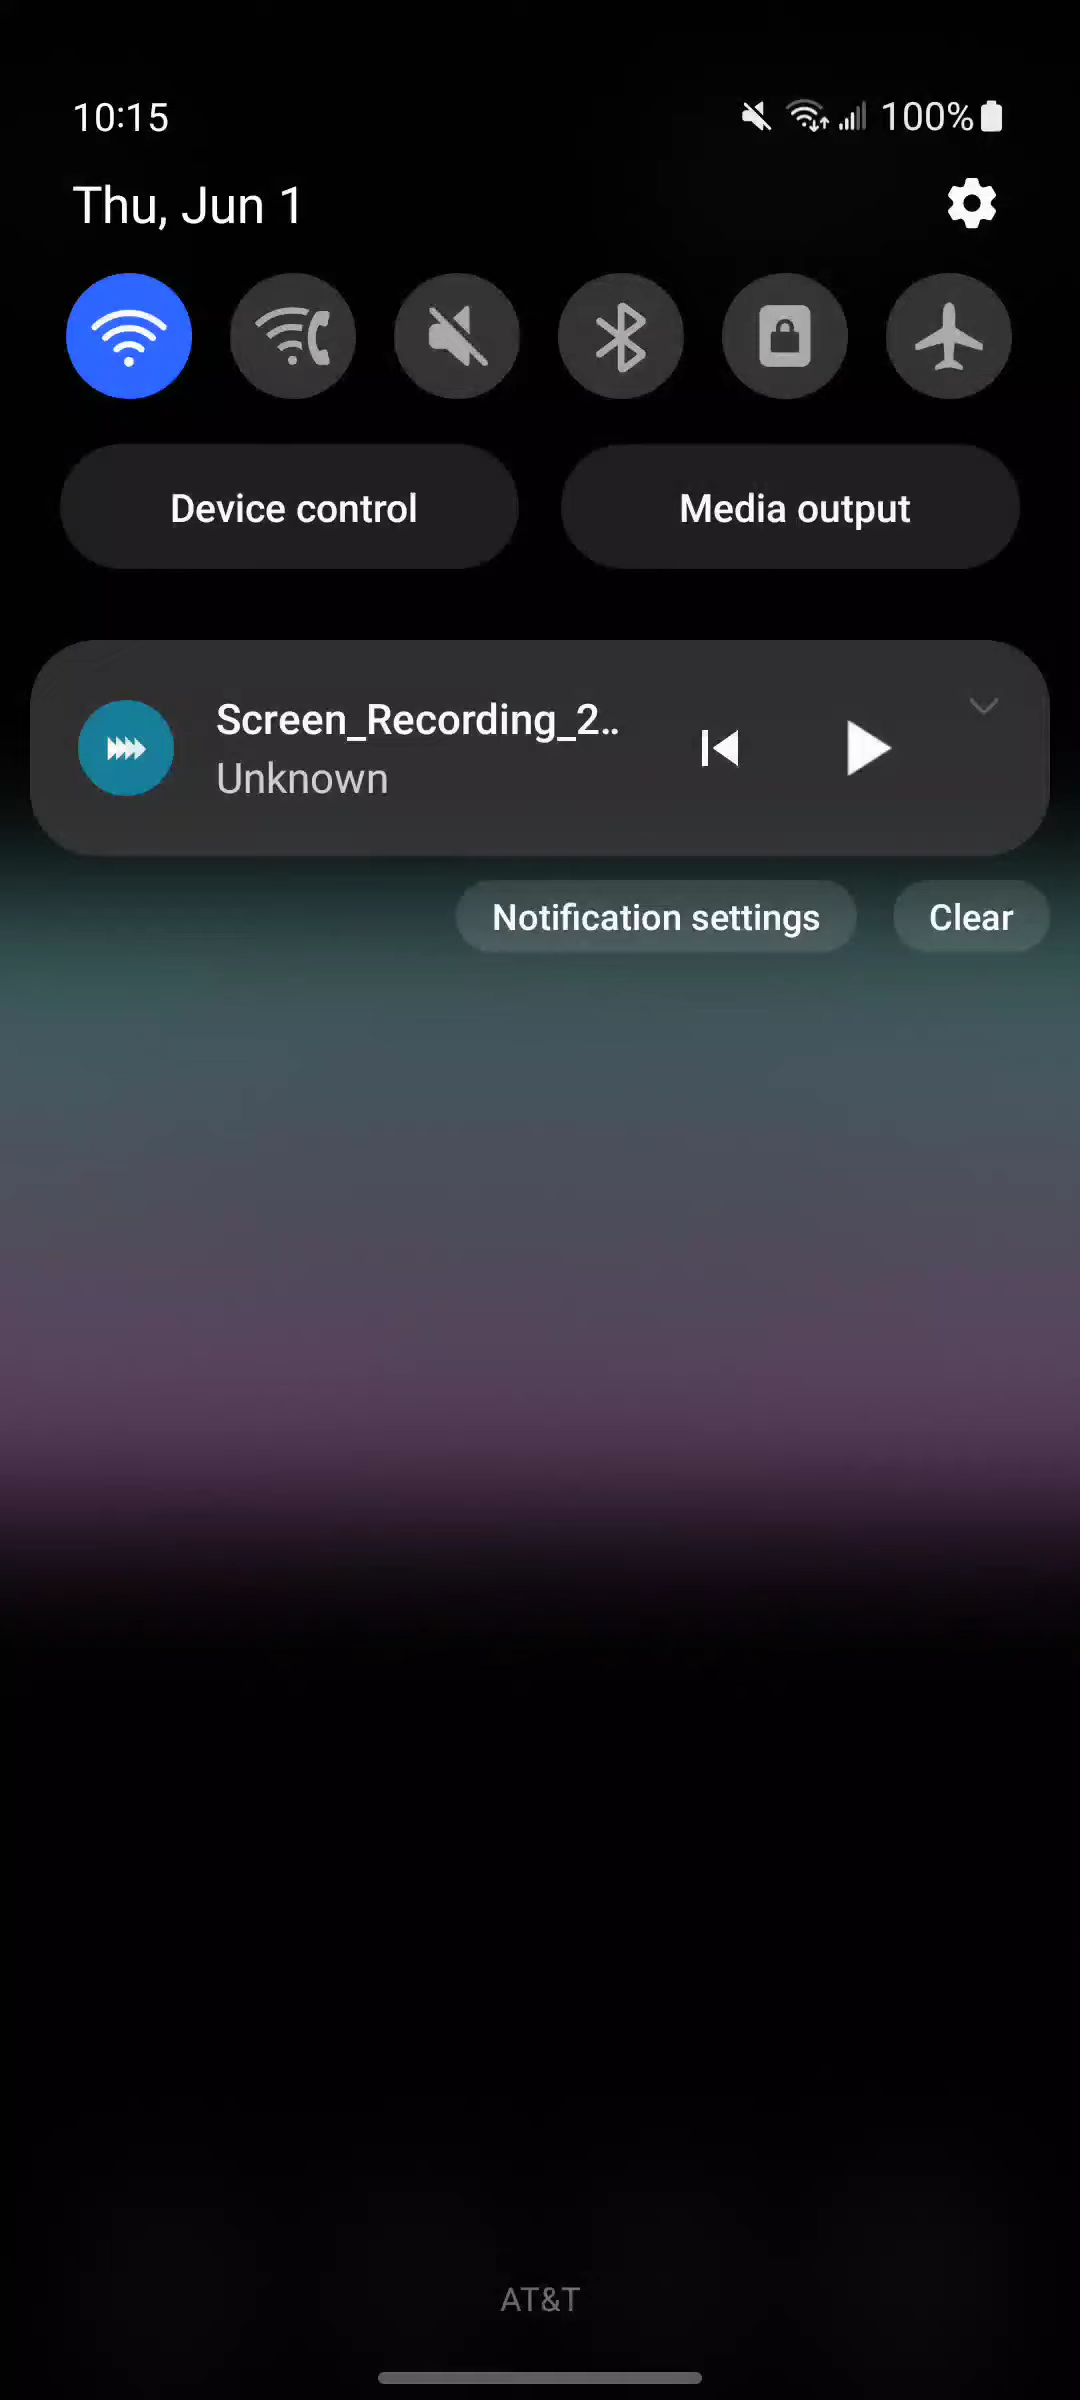 10:15
100%
Thu, Jun 1
Device control
Media output
Screen_Recording_2..
Unknown
Notification settings
Clear
AT&T